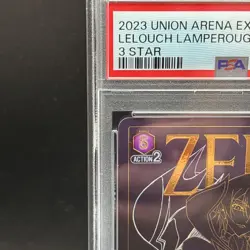 2023 UNION ARENA EX
LELOUCH LAMPEROUG
3 STAR
PSA
6
ACTION 2
ZE